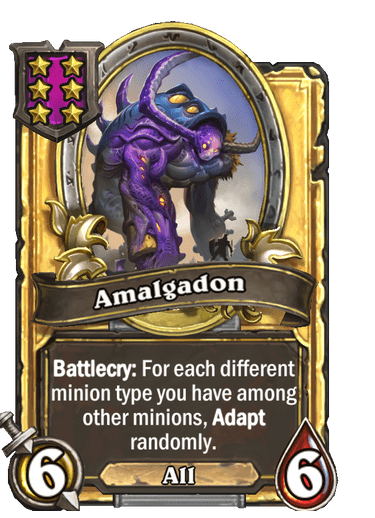 Amalgadon
Battlecry: For each different
minion type you have among
other minions, Adapt
randomly.
6
All
6